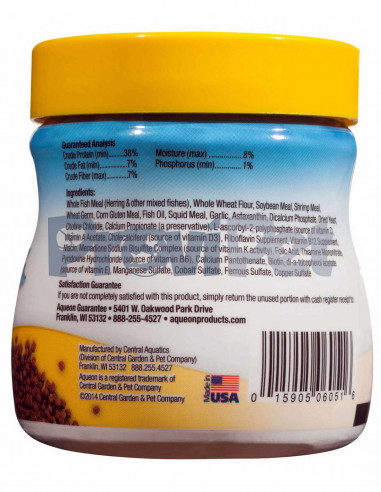 Guaranteed Analysis
Crude Protein (min)........38% Moisture (max) ..............8%
Crude Fat (min)..............7% Phosphorus (min) ...........1%
Crude Fiber (max)...........7%
Ingredients:
Whole Fish Meal (Herring & other mixed fishes), Whole Wheat Flour, Soybean Meal, Shrimp Meal,
Wheat Germ, Corn Gluten Meal, Fish Oil, Squid Meal, Garlic, Astaxanthin, Dicalcium Phosphate, Dried
Choline Chloride, Calcium Propionate (a preservative), L-ascorbyl-2-polyphosphate (source of vitamin
Vitamin A Acetate, Cholecalciferol (source of vitamin D3), Riboflavin Supplement, Vitamin B12 Supplement,
Niacin, Menadione Sodium Bisulfite Complex (source of vitamin K activity), Folic Acid, Thiamine Mononitrate,
Pyridoxine Hydrochloride (source of vitamin B6), Calcium Pantothenate, Biotin,
source of vitamin E), Manganese Sulfate, Cobalt Sulfate, Ferrous Sulfate, Copper Sulfate
Satisfaction Guarantee
If you are not completely satisfied with this product, simply return the unused portion with cash register receipt to
Aqueon Guarantee • 5401 W. Oakwood Park Drive
Franklin, WI 53132 • 888-255-4527 • aqueonproducts.com
Manufactured by Central Aquatics
(Division of Central Garden & Pet Company)
Franklin, WI 53132 888.255.4527
Aqueon is a registered trademark of
Central Garden & Pet Company
©2014 Central Garden & Pet Company
Made in
USA
0 15905 06051 8